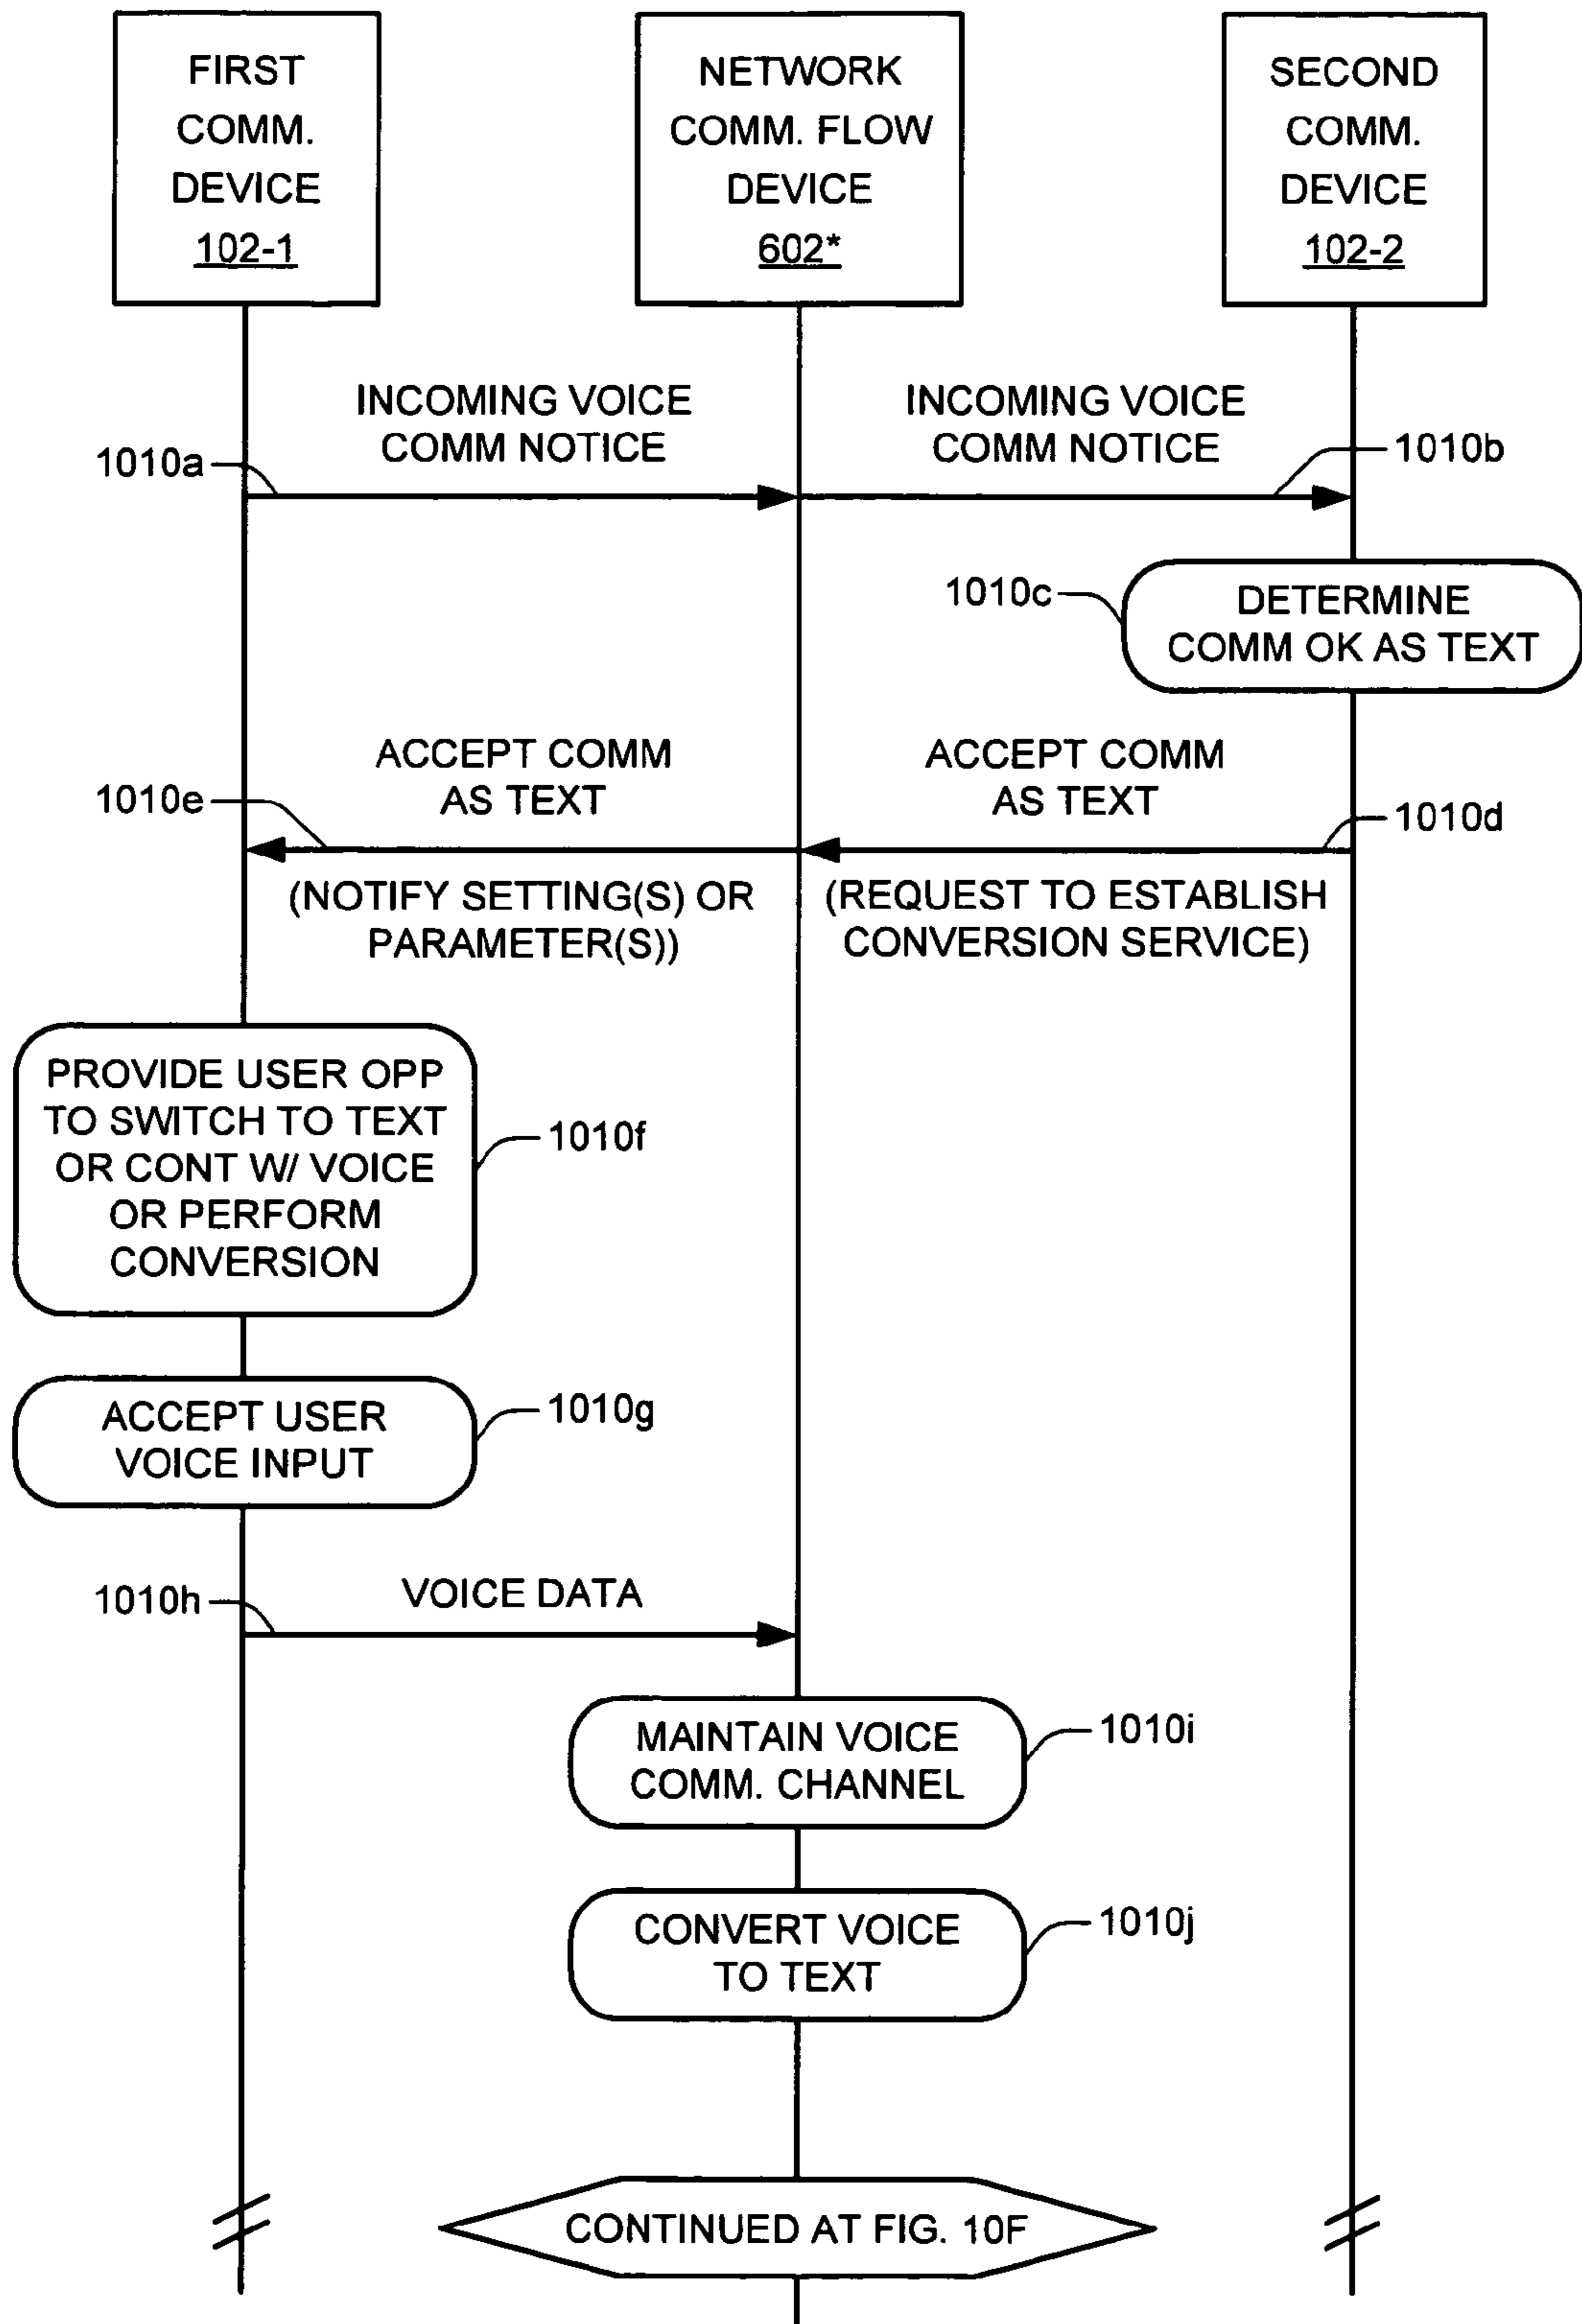 FIRST
COMM.
DEVICE
102-1
NETWORK
COMM. FLOW
DEVICE
602*
SECOND
COMM.
DEVICE
102-2
INCOMING VOICE
COMM NOTICE
1010a
INCOMING VOICE
COMM NOTICE
1010b
1010c
DETERMINE
COMM OK AS TEXT
ACCEPT COMM
AS TEXT
1010e
(NOTIFY SETTING(S) OR
PARAMETER(S))
ACCEPT COMM
AS TEXT
1010d
(REQUEST TO ESTABLISH
CONVERSION SERVICE)
PROVIDE USER OPP
TO SWITCH TO TEXT
OR CONT W/ VOICE
OR PERFORM
CONVERSION
1010f
ACCEPT USER
VOICE INPUT
1010g
1010h
VOICE DATA
MAINTAIN VOICE
COMM. CHANNEL
1010i
CONVERT VOICE
TO TEXT
1010j
CONTINUED AT FIG. 10F